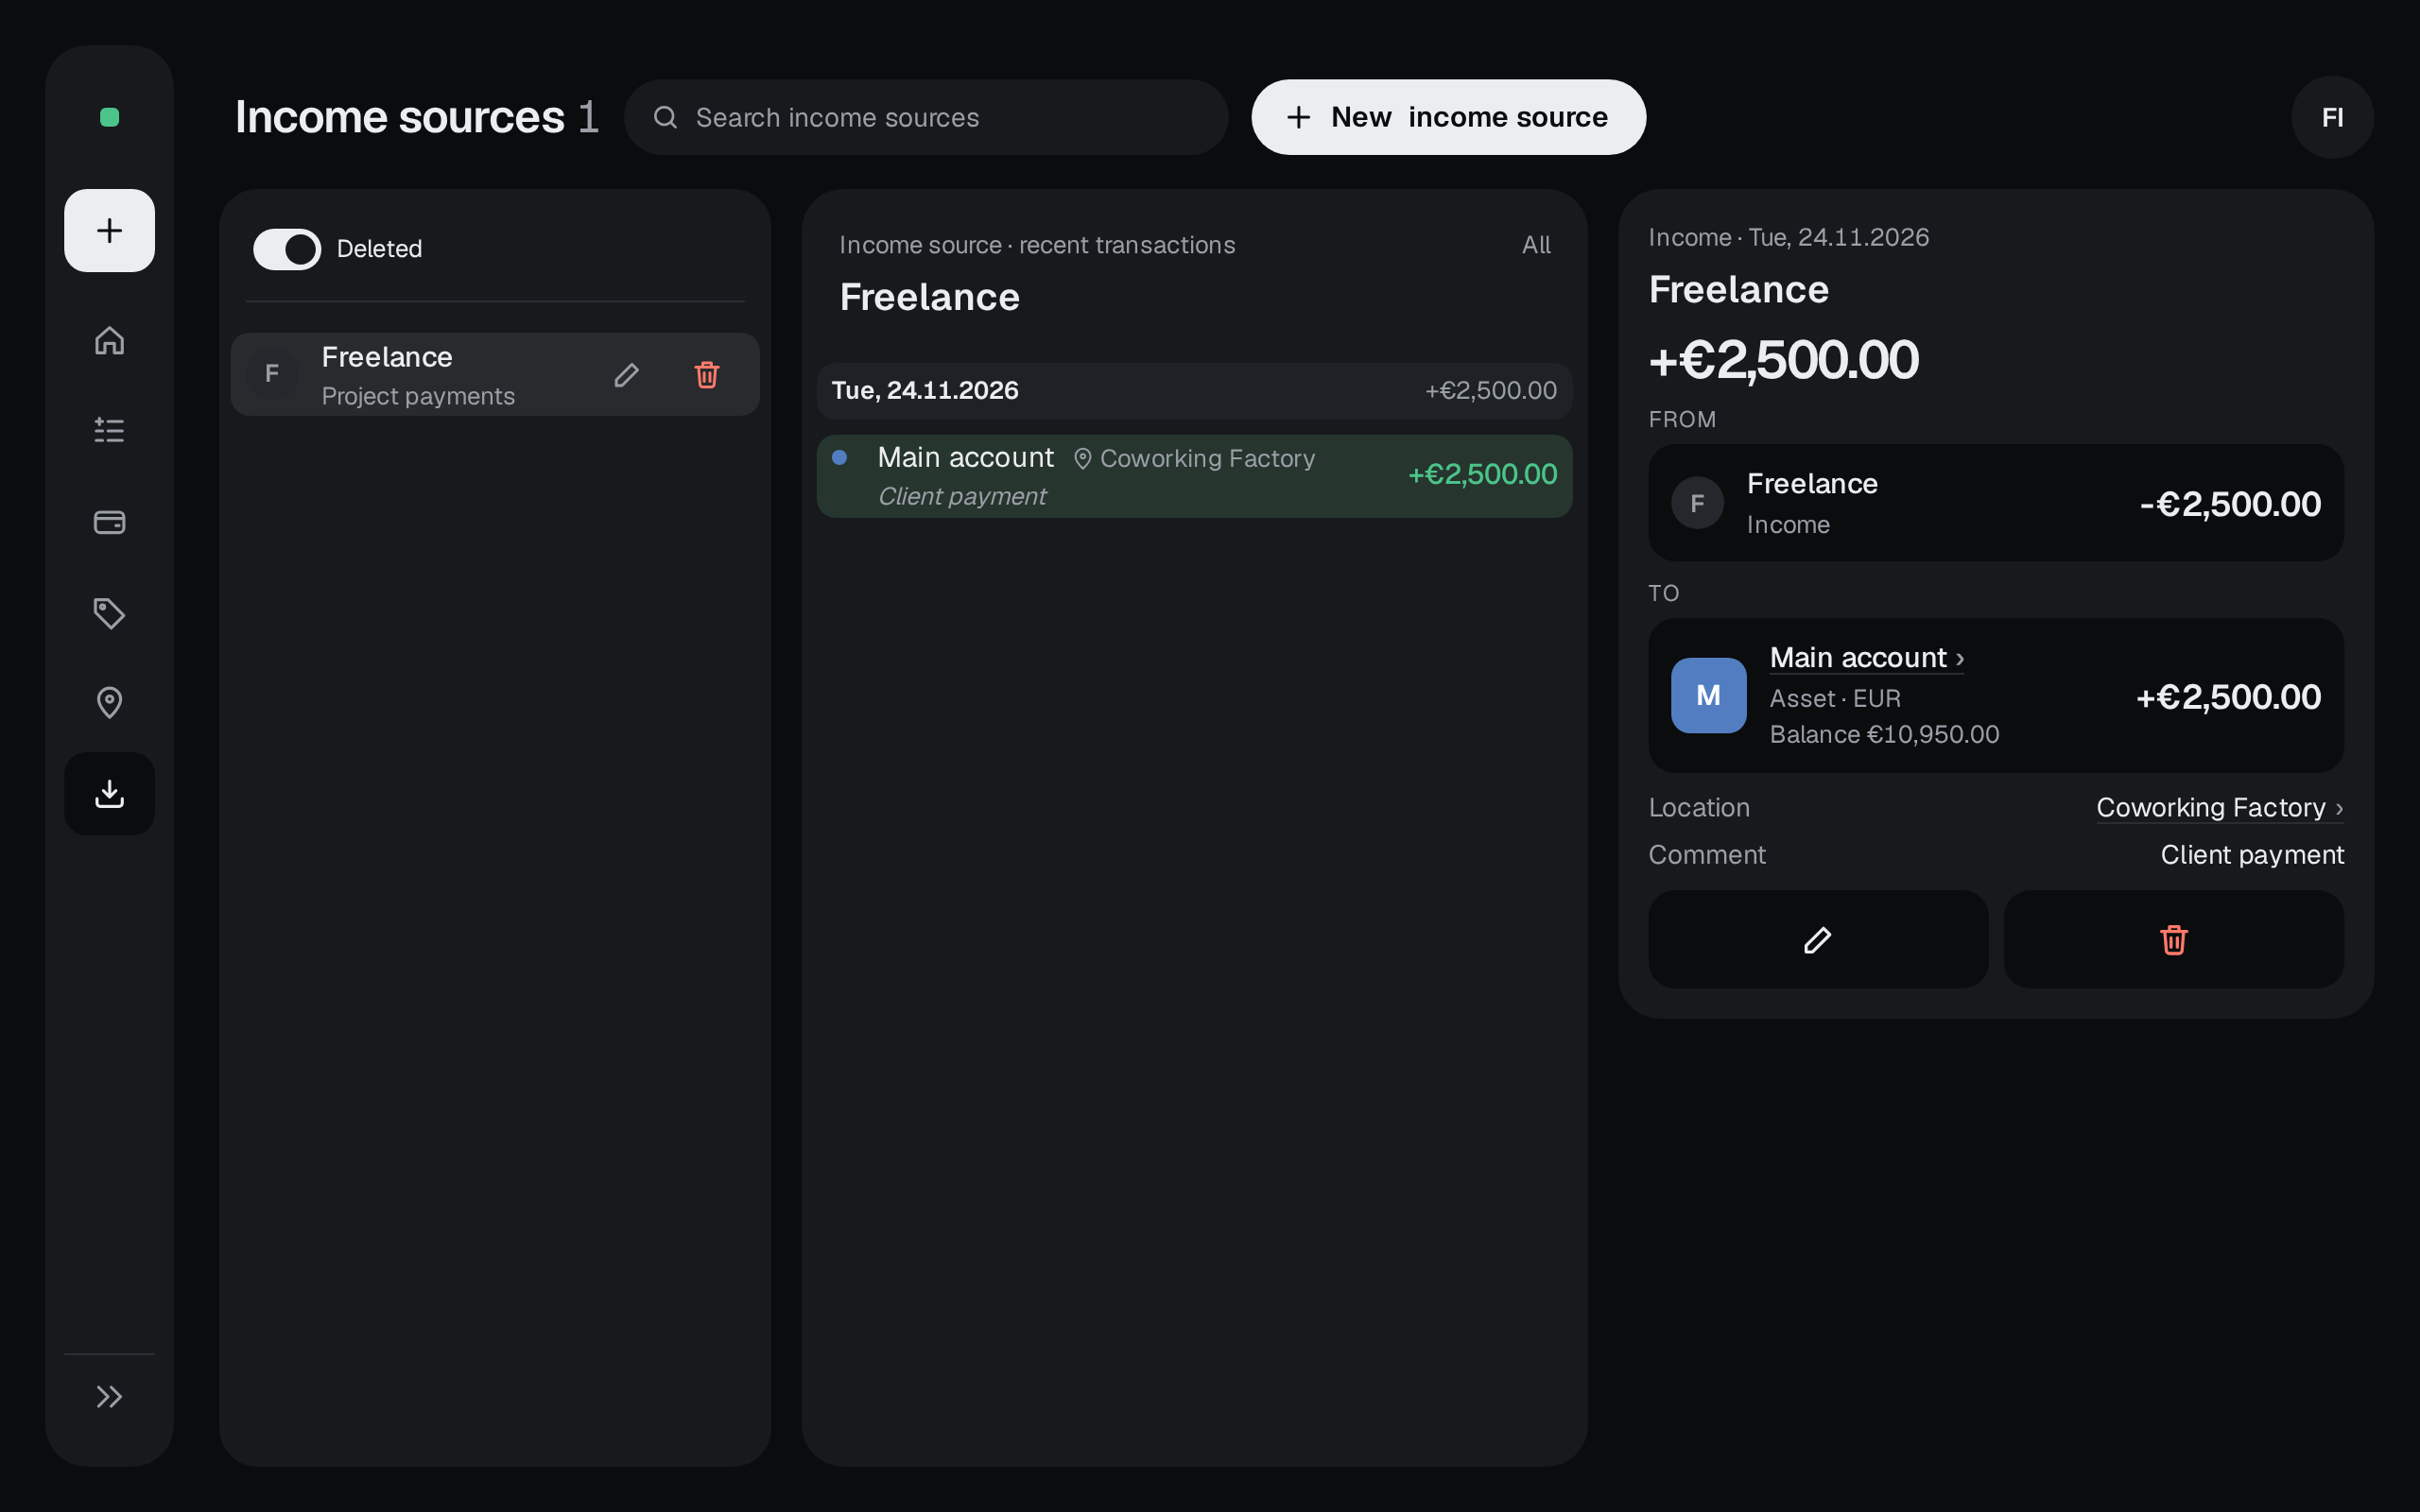 Income sources 1
Search income sources
New income source
FI
Deleted
F
Freelance
Project payments
Income source · recent transactions
All
Freelance
Tue, 24.11.2026
+€2,500.00
Main account
Coworking Factory
Client payment
+€2,500.00
Income · Tue, 24.11.2026
Freelance
+€2,500.00
FROM
F
Freelance
Income
-€2,500.00
TO
M
Main account ›
Asset · EUR
Balance €10,950.00
+€2,500.00
Location
Coworking Factory ›
Comment
Client payment